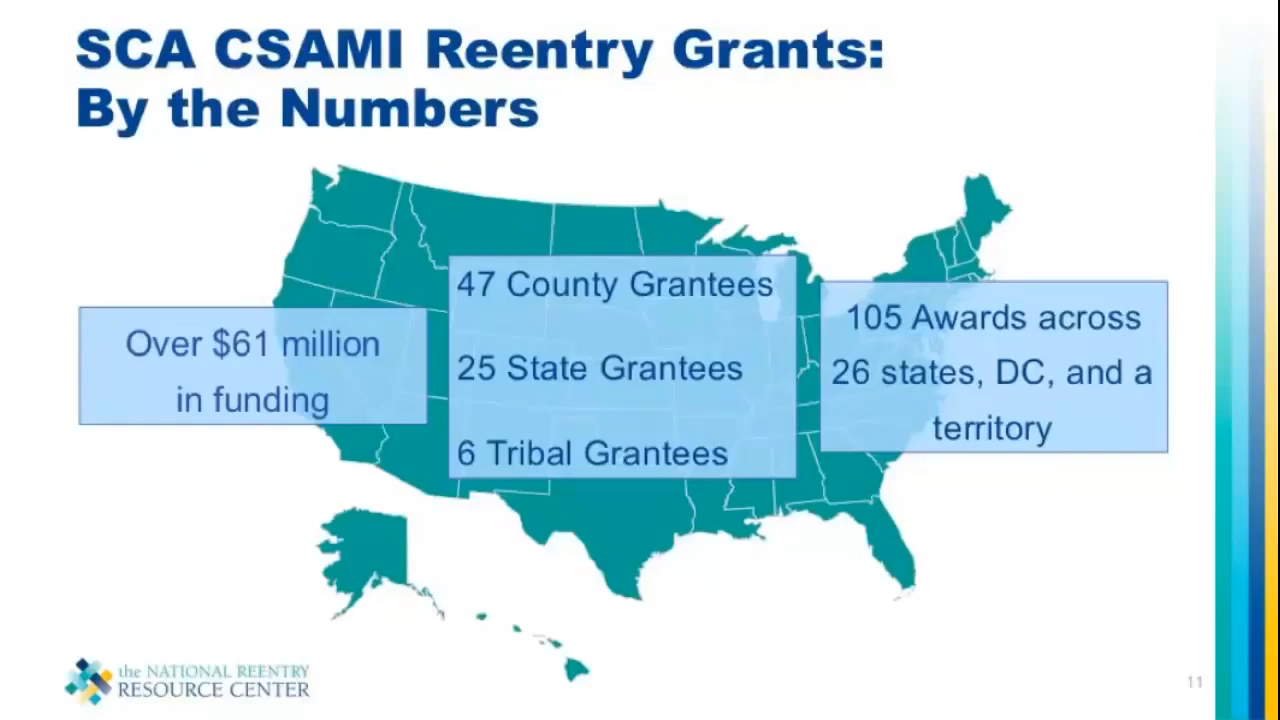 SCA CSAMI Reentry Grants:
By the Numbers
Over $61 million
in funding
47 County Grantees
25 State Grantees
6 Tribal Grantees
105 Awards across
26 states, DC, and a
territory
the NATIONAL REENTRY
RESOURCE CENTER
11